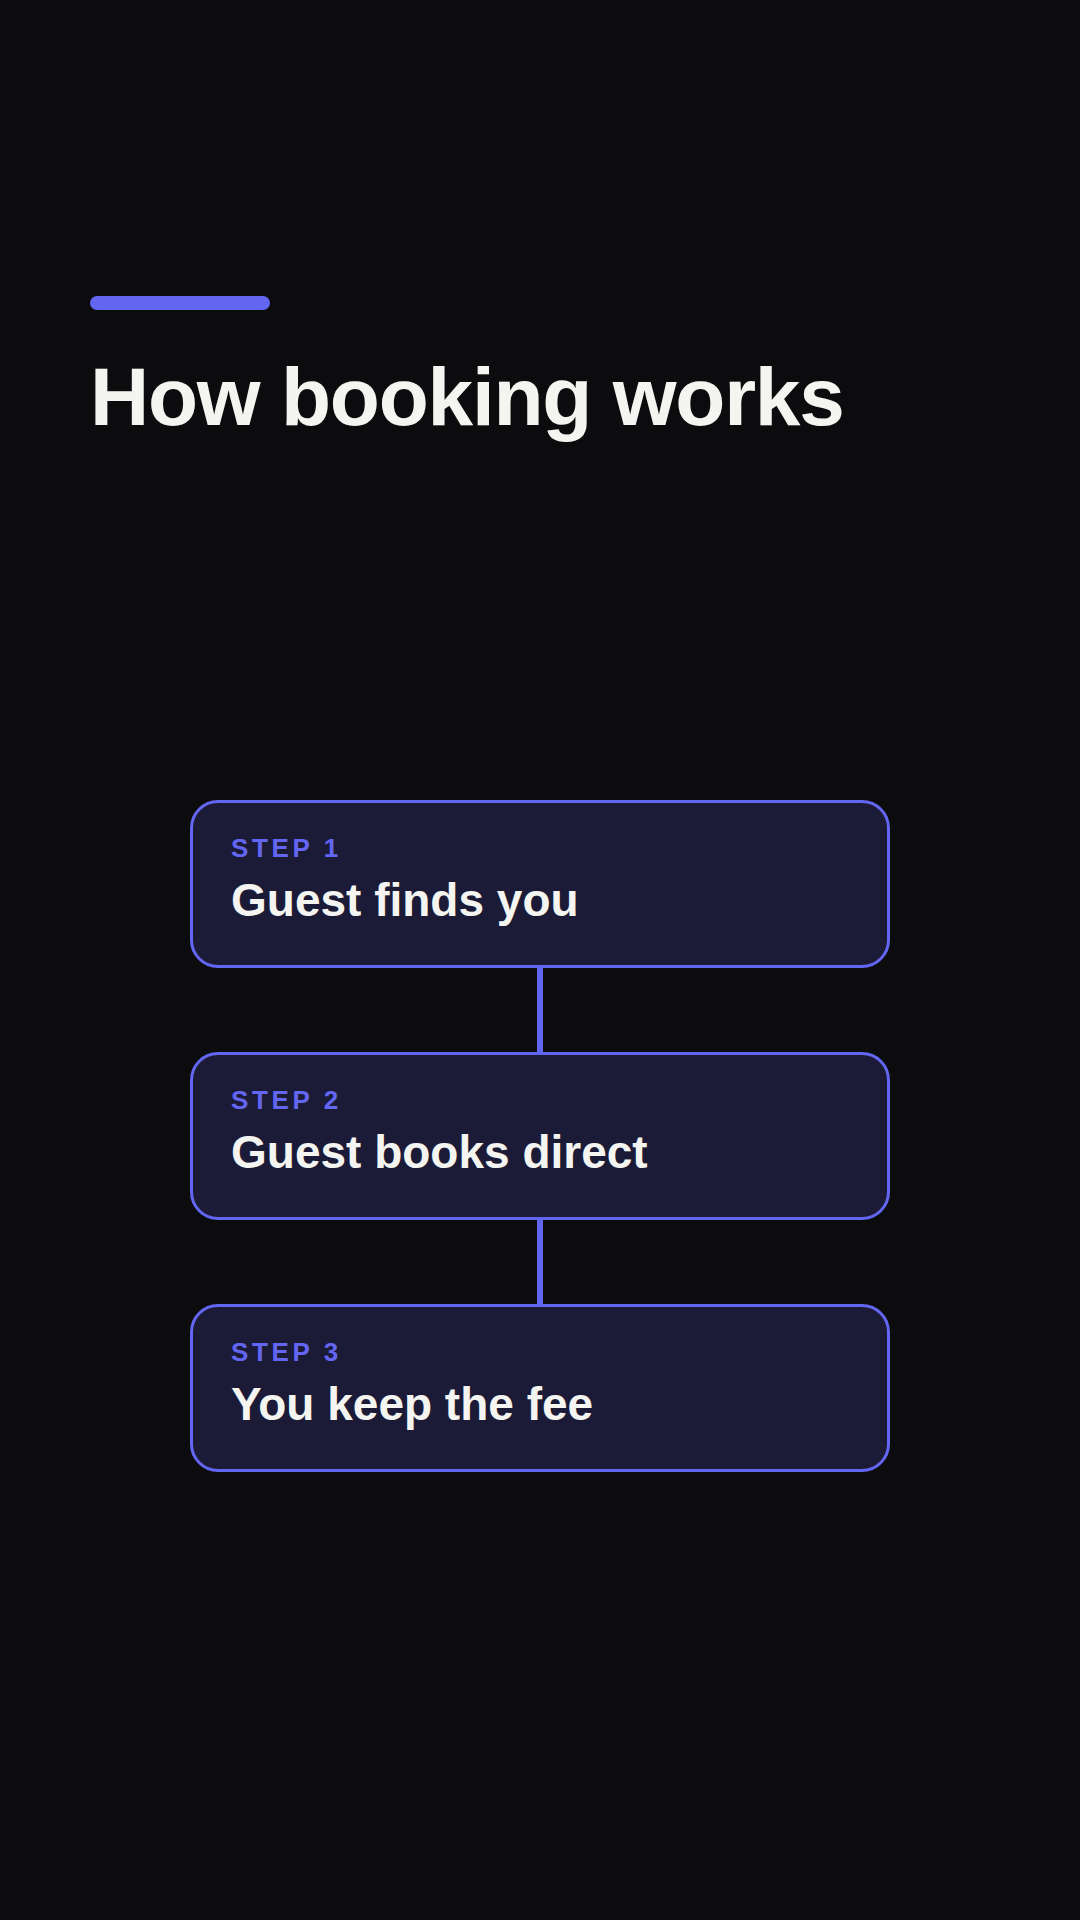 How booking works
STEP 1
Guest finds you
STEP 2
Guest books direct
STEP 3
You keep the fee